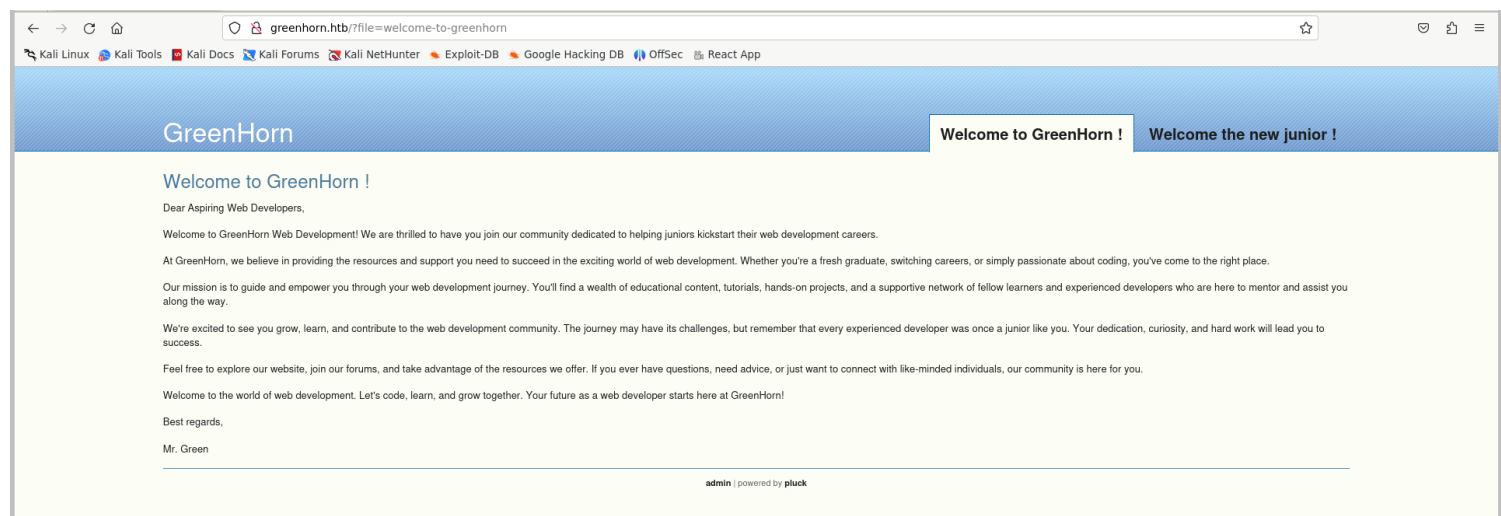 greenhorn.htb/?file=welcome-to-greenhorn
Kali Linux Kali Tools Kali Docs Kali Forums Kali NetHunter Exploit-DB Google Hacking DB OffSec React App
GreenHorn
Welcome to GreenHorn ! Welcome the new junior !
Welcome to GreenHorn !
Dear Aspiring Web Developers,
Welcome to GreenHorn Web Development! We are thrilled to have you join our community dedicated to helping juniors kickstart their web development careers.
At GreenHorn, we believe in providing the resources and support you need to succeed in the exciting world of web development. Whether you're a fresh graduate, switching careers, or simply passionate about coding, you've come to the right place.
Our mission is to guide and empower you through your web development journey. You'll find a wealth of educational content, tutorials, hands-on projects, and a supportive network of fellow learners and experienced developers who are here to mentor and assist you
along the way.
We're excited to see you grow, learn, and contribute to the web development community. The journey may have its challenges, but remember that every experienced developer was once a junior like you. Your dedication, curiosity, and hard work will lead you to
success.
Feel free to explore our website, join our forums, and take advantage of the resources we offer. If you ever have questions, need advice, or just want to connect with like-minded individuals, our community is here for you.
Welcome to the world of web development. Let's code, learn, and grow together. Your future as a web developer starts here at GreenHorn!
Best regards,
Mr. Green
admin | powered by pluck